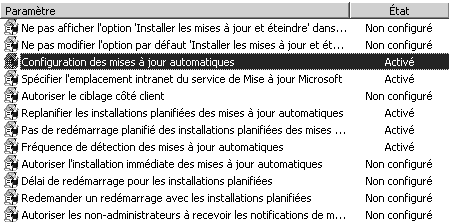 Paramètre État
Ne pas afficher l'option 'Installer les mises à jour et éteindre' dans... Non configuré
Ne pas modifier l'option par défaut 'Installer les mises à jour et ét... Non configuré
Configuration des mises à jour automatiques Activé
Spécifier l'emplacement intranet du service de Mise à jour Microsoft Activé
Autoriser le ciblage côté client Non configuré
Replanifier les installations planifiées des mises à jour automatiques Activé
Pas de redémarrage planifié des installations planifiées des mises ... Activé
Fréquence de détection des mises à jour automatiques Activé
Autoriser l'installation immédiate des mises à jour automatiques Non configuré
Délai de redémarrage pour les installations planifiées Non configuré
Redemander un redémarrage avec les installations planifiées Non configuré
Autoriser les non-administrateurs à recevoir les notifications de m... Non configuré